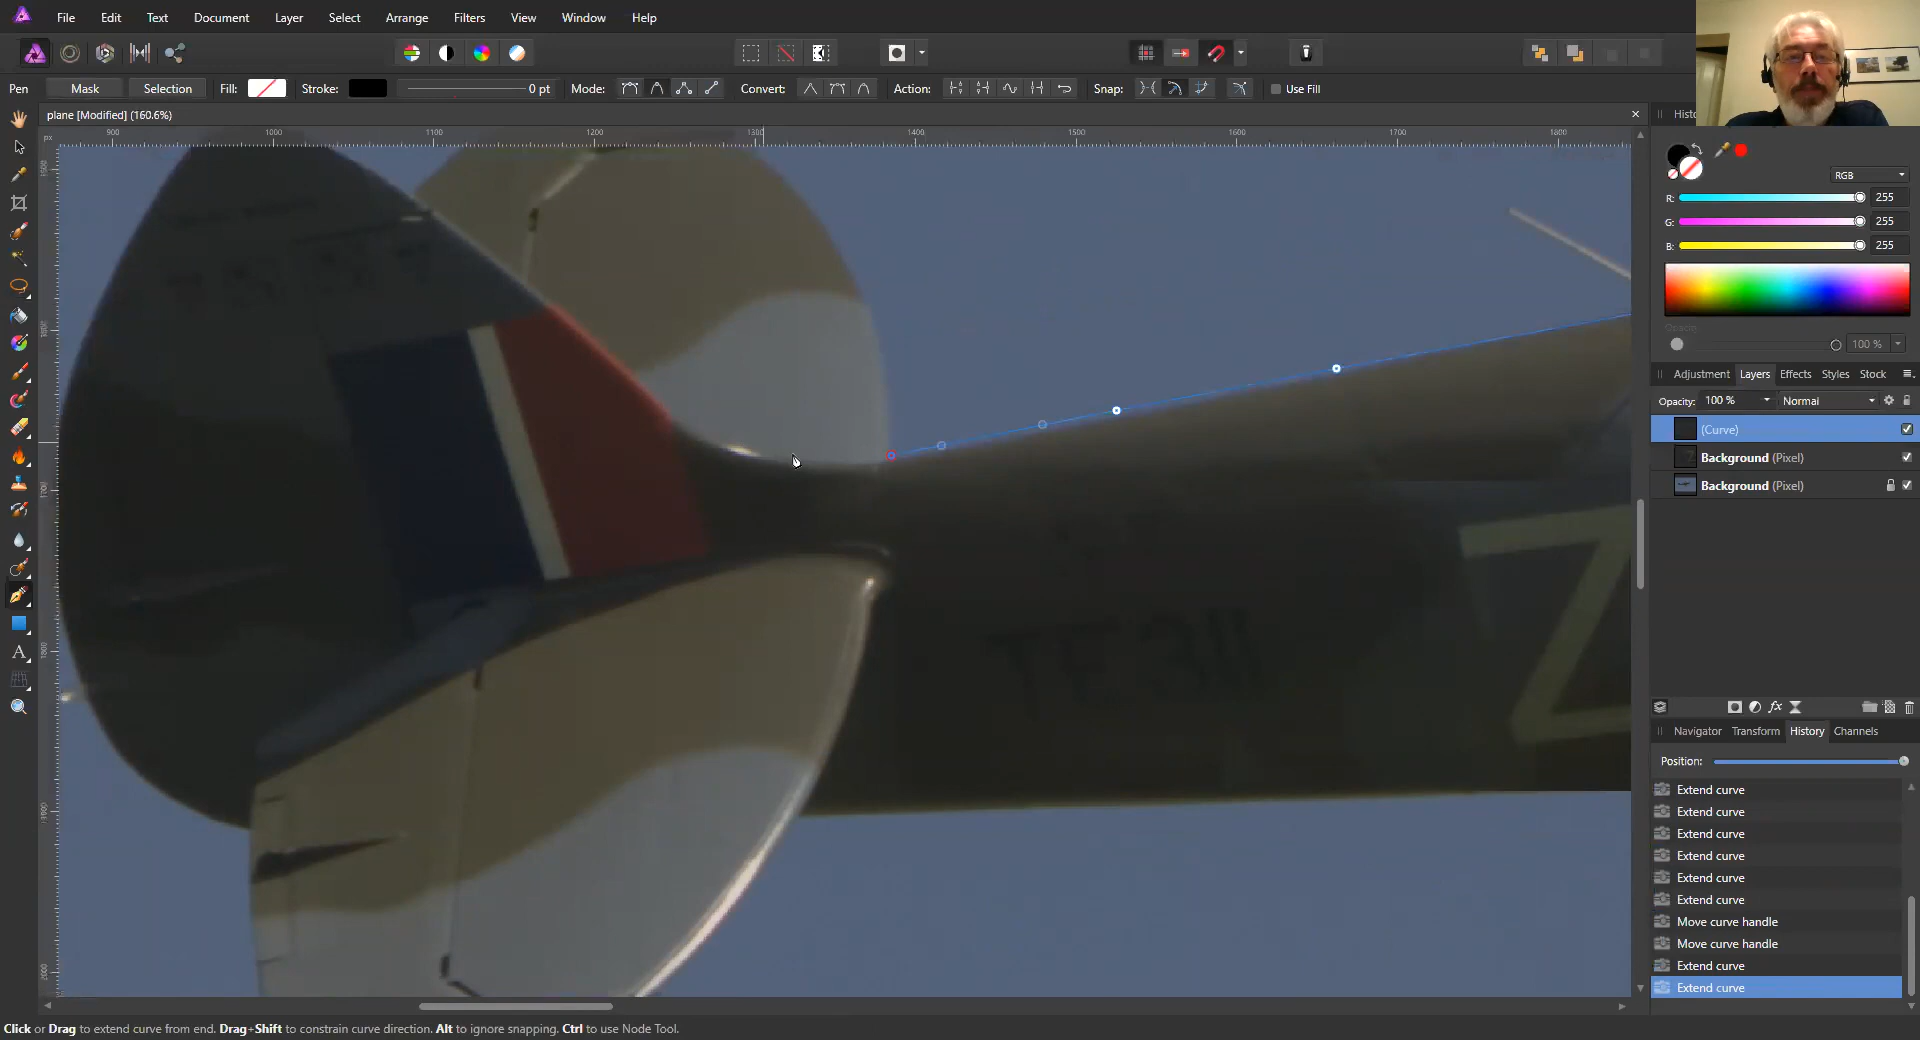 File Edit Text Document Layer Select Arrange Filters View Window Help
Pen Mask Selection Fill: Stroke: 0 pt Mode: Convert: Action: Snap: Use Fill
plane [Modified] (160.6%)
Histo
px 900 1000 1100 1200 1300 1400 1500 1600 1700 1800
RGB
R: 255
G: 255
B: 255
Opacity
100 %
Adjustment Layers Effects Styles Stock
Opacity: 100 % Normal
(Curve)
Background (Pixel)
Background (Pixel)
Navigator Transform History Channels
Position:
Extend curve
Extend curve
Extend curve
Extend curve
Extend curve
Extend curve
Move curve handle
Move curve handle
Extend curve
Extend curve
TE311
Z
Click or Drag to extend curve from end. Drag+Shift to constrain curve direction. Alt to ignore snapping. Ctrl to use Node Tool.